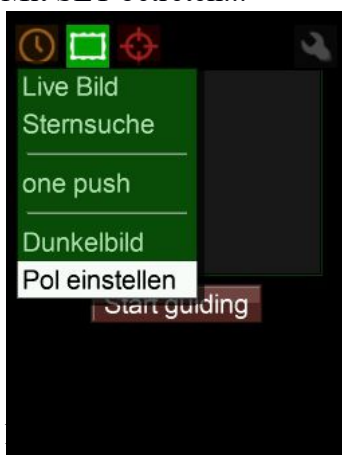 Live Bild
Sternsuche
one push
Dunkelbild
Pol einstellen
Start guiding